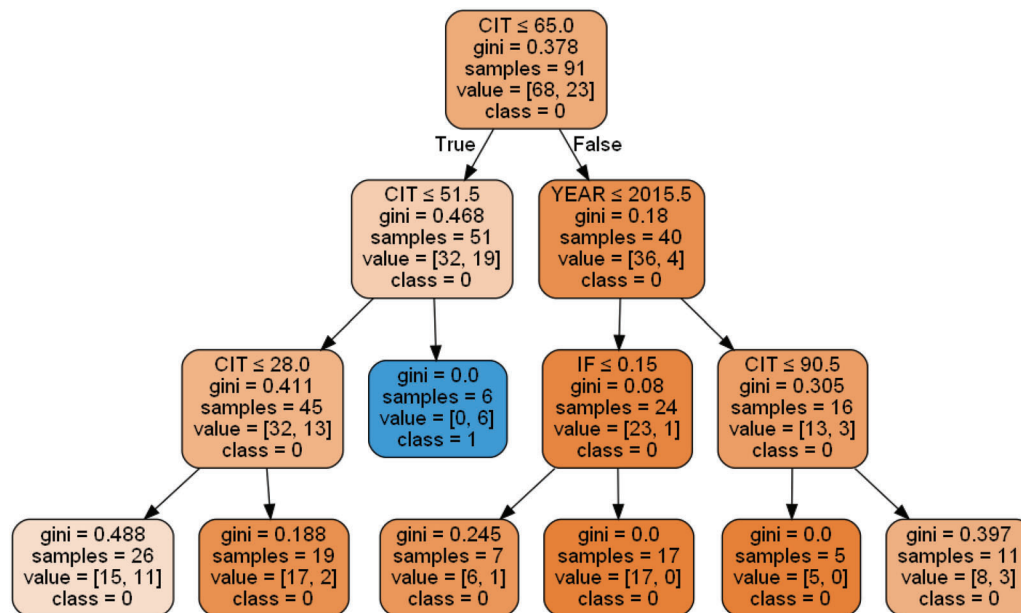 CIT ≤ 65.0
gini = 0.378
samples = 91
value = [68, 23]
class = 0
True
False
CIT ≤ 51.5
gini = 0.468
samples = 51
value = [32, 19]
class = 0
YEAR ≤ 2015.5
gini = 0.18
samples = 40
value = [36, 4]
class = 0
CIT ≤ 28.0
gini = 0.411
samples = 45
value = [32, 13]
class = 0
gini = 0.0
samples = 6
value = [0, 6]
class = 1
IF ≤ 0.15
gini = 0.08
samples = 24
value = [23, 1]
class = 0
CIT ≤ 90.5
gini = 0.305
samples = 16
value = [13, 3]
class = 0
gini = 0.488
samples = 26
value = [15, 11]
class = 0
gini = 0.188
samples = 19
value = [17, 2]
class = 0
gini = 0.245
samples = 7
value = [6, 1]
class = 0
gini = 0.0
samples = 17
value = [17, 0]
class = 0
gini = 0.0
samples = 5
value = [5, 0]
class = 0
gini = 0.397
samples = 11
value = [8, 3]
class = 0